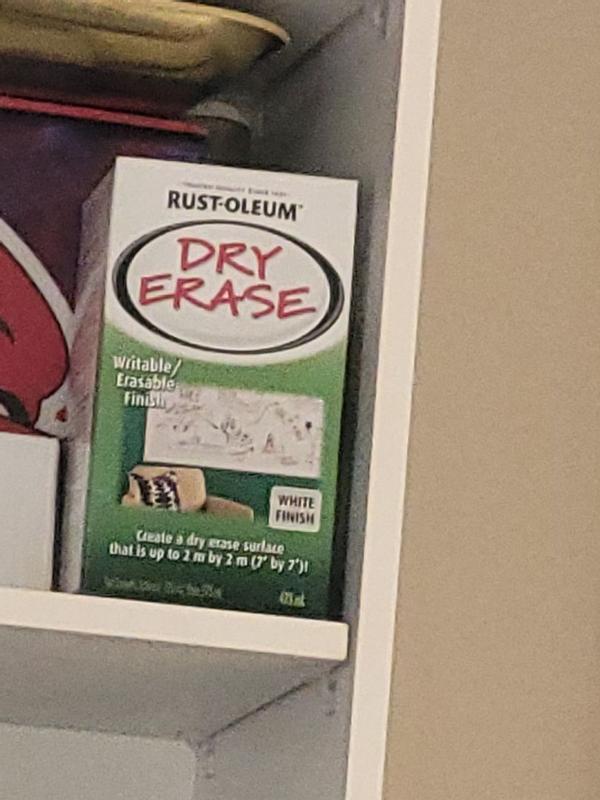 RUST-OLEUM
DRY
ERASE
Writable/
Erasable
Finish
WHITE
FINISH
Create a dry erase surface
that is up to 2 m by 2 m (7' by 7')!